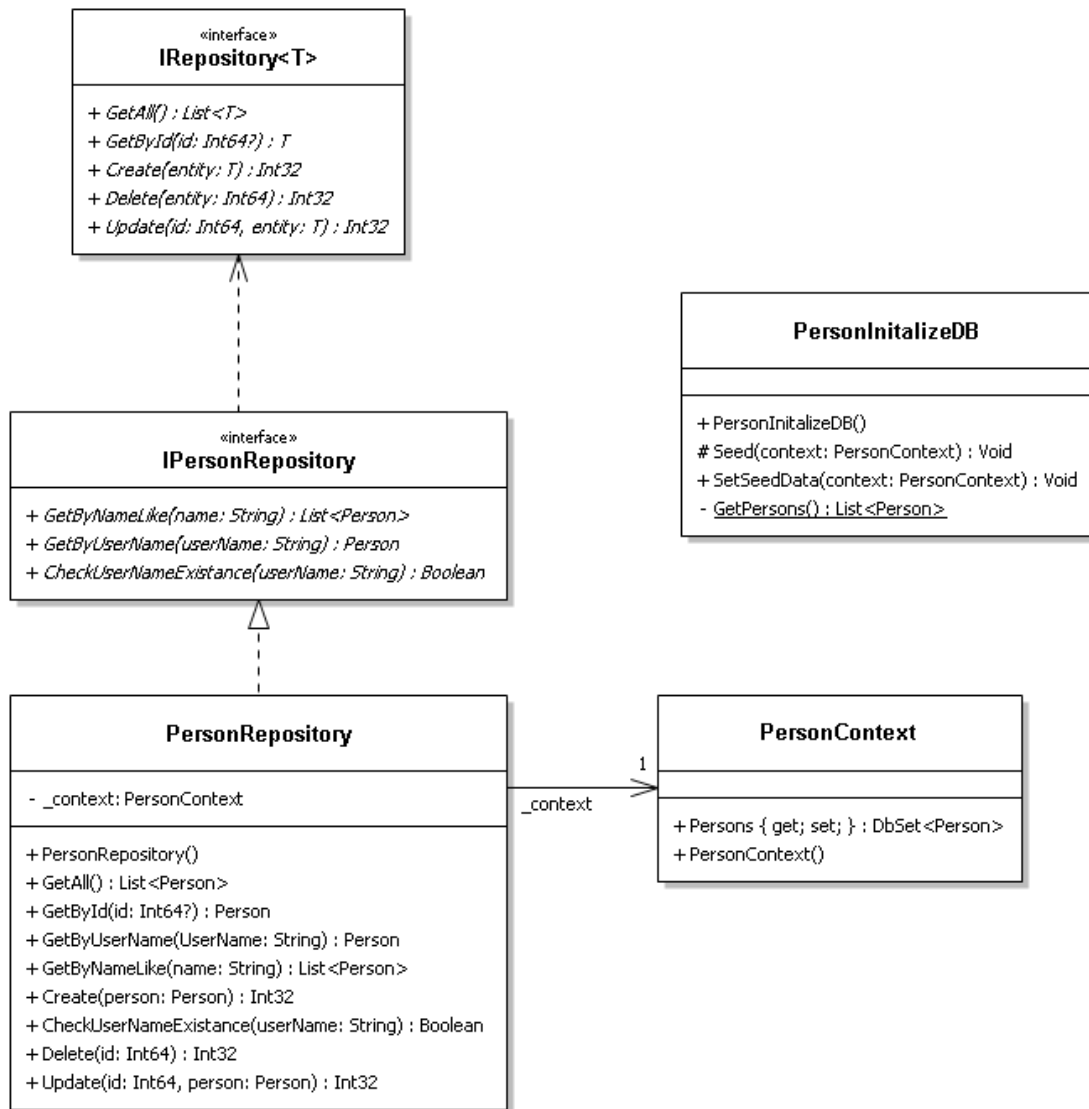 «interface»
IRepository<T>
+ GetAll() : List<T>
+ GetById(id: Int64?) : T
+ Create(entity: T) : Int32
+ Delete(entity: Int64) : Int32
+ Update(id: Int64, entity: T) : Int32
PersonInitalizeDB
+ PersonInitalizeDB()
# Seed(context: PersonContext) : Void
+ SetSeedData(context: PersonContext) : Void
- GetPersons() : List<Person>
«interface»
IPersonRepository
+ GetByNameLike(name: String) : List<Person>
+ GetByUserName(userName: String) : Person
+ CheckUserNameExistance(userName: String) : Boolean
PersonRepository
- _context: PersonContext
+ PersonRepository()
+ GetAll() : List<Person>
+ GetById(id: Int64?) : Person
+ GetByUserName(UserName: String) : Person
+ GetByNameLike(name: String) : List<Person>
+ Create(person: Person) : Int32
+ CheckUserNameExistance(userName: String) : Boolean
+ Delete(id: Int64) : Int32
+ Update(id: Int64, person: Person) : Int32
1
_context
PersonContext
+ Persons { get; set; } : DbSet<Person>
+ PersonContext()